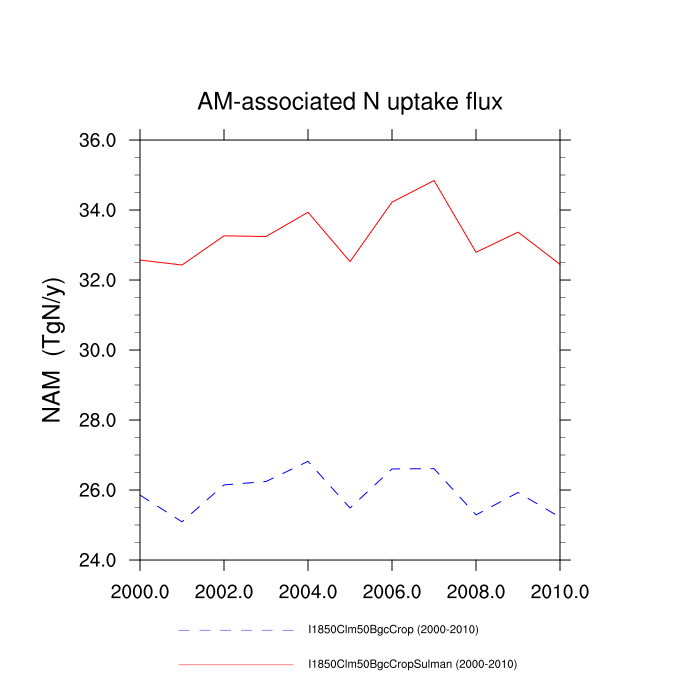 AM-associated N uptake flux
36.0
34.0
32.0
30.0
28.0
26.0
24.0
NAM (TgN/y)
2000.0 2002.0 2004.0 2006.0 2008.0 2010.0
I1850Clm50BgcCrop (2000-2010)
I1850Clm50BgcCropSulman (2000-2010)